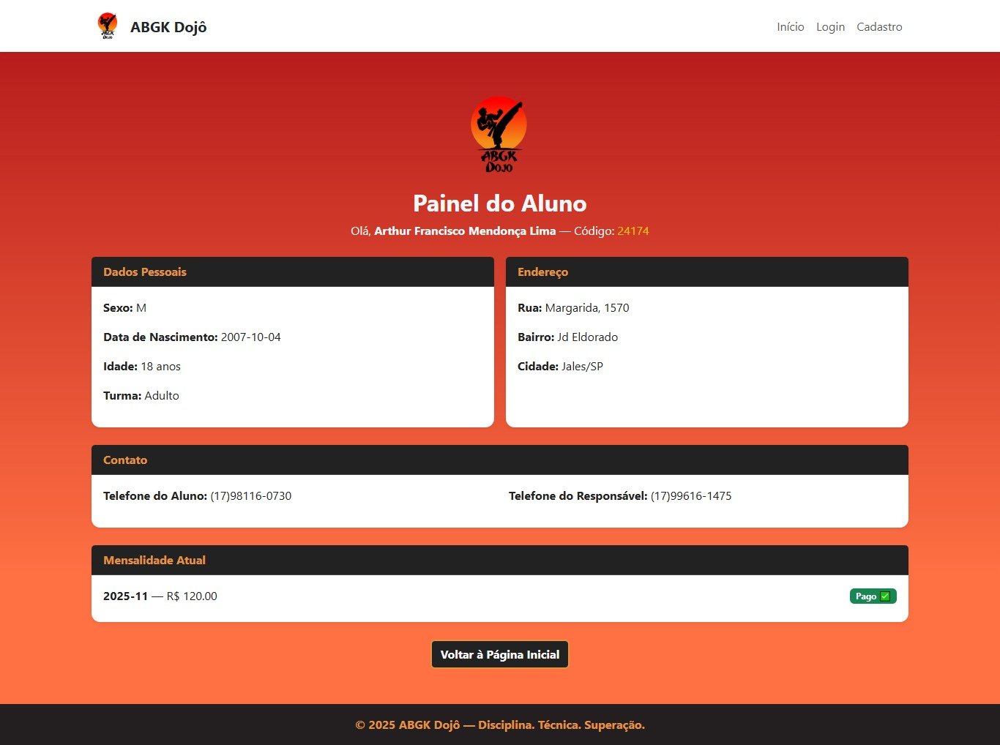 ABGK
DOJO
ABGK Dojô
Início
Login
Cadastro
ABGK
DOJO
Painel do Aluno
Olá, Arthur Francisco Mendonça Lima — Código: 24174
Dados Pessoais
Sexo: M
Data de Nascimento: 2007-10-04
Idade: 18 anos
Turma: Adulto
Endereço
Rua: Margarida, 1570
Bairro: Jd Eldorado
Cidade: Jales/SP
Contato
Telefone do Aluno: (17)98116-0730
Telefone do Responsável: (17)99616-1475
Mensalidade Atual
2025-11 — R$ 120.00
Pago ✅
Voltar à Página Inicial
© 2025 ABGK Dojô — Disciplina. Técnica. Superação.